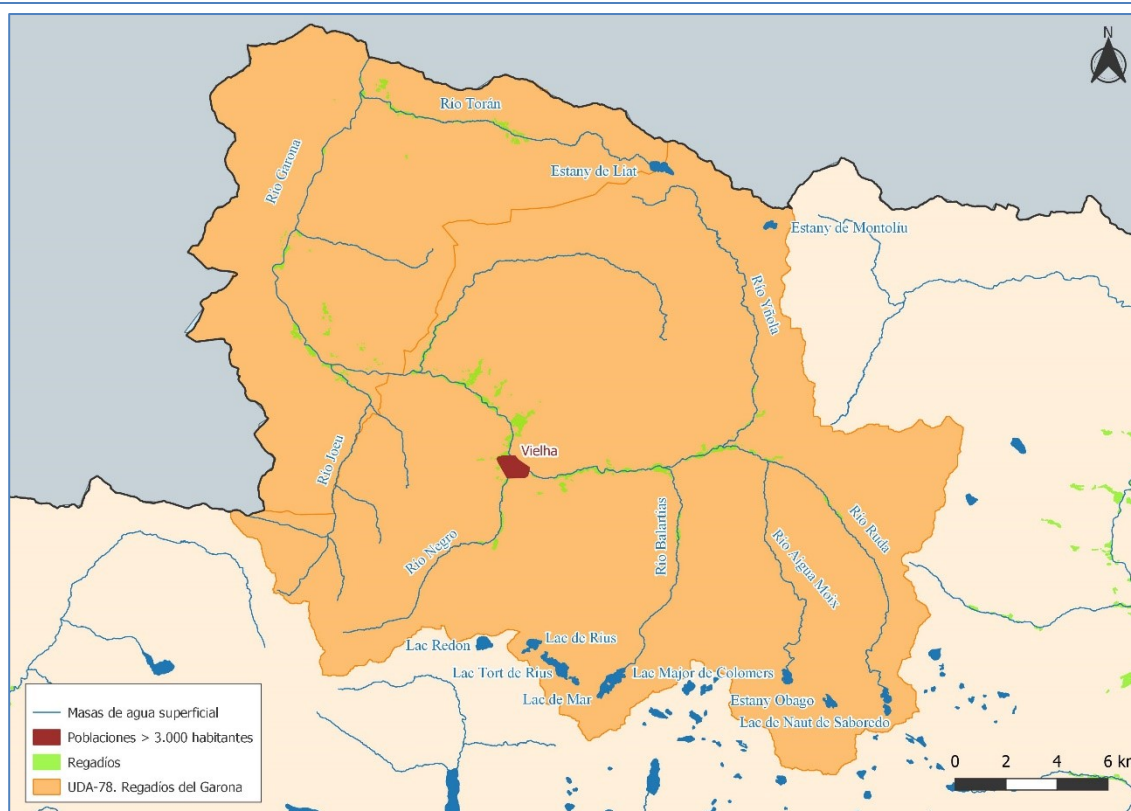 N
Río Torán
Estany de Liat
Río Garona
Estany de Montolíu
Río Yñola
Río Joeu
Vielha
Río Negro
Río Balartias
Río Aigua Moix
Río Ruda
Lac Redon
Lac de Ríus
Lac Tort de Ríus
Lac Major de Colomers
Lac de Mar
Estany Obago
Lac de Naut de Saboredo
Masas de agua superficial
Poblaciones > 3.000 habitantes
Regadíos
UDA-78. Regadíos del Garona
0 2 4 6 km